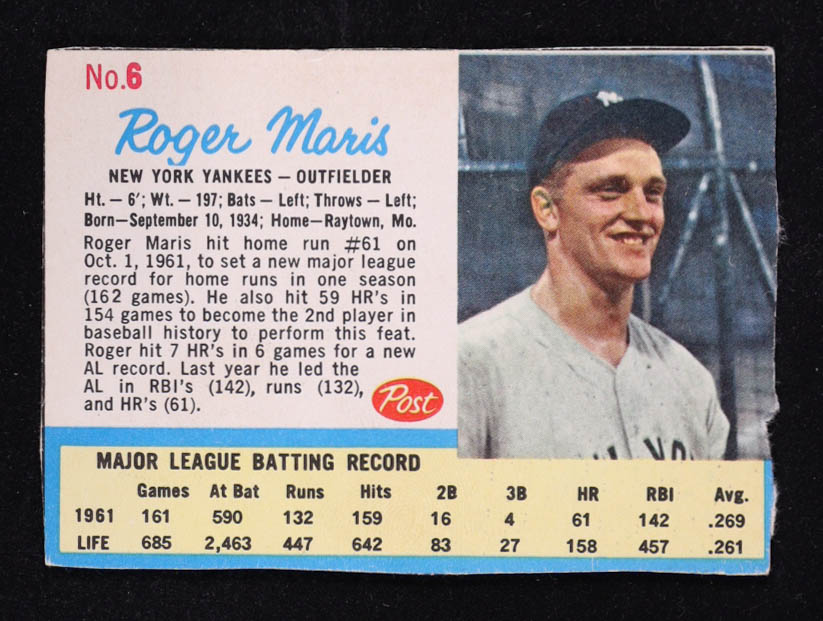 No.6
Roger Maris
NEW YORK YANKEES – OUTFIELDER
Ht. – 6'; Wt. – 197; Bats – Left; Throws – Left;
Born—September 10, 1934; Home—Raytown, Mo.
Roger Maris hit home run #61 on
Oct. 1, 1961, to set a new major league
record for home runs in one season
(162 games). He also hit 59 HR's in
154 games to become the 2nd player in
baseball history to perform this feat.
Roger hit 7 HR's in 6 games for a new
AL record. Last year he led the
AL in RBI's (142), runs (132),
and HR's (61).
Post
MAJOR LEAGUE BATTING RECORD
Games At Bat Runs Hits 2B 3B HR RBI Avg.
1961 161 590 132 159 16 4 61 142 .269
LIFE 685 2,463 447 642 83 27 158 457 .261